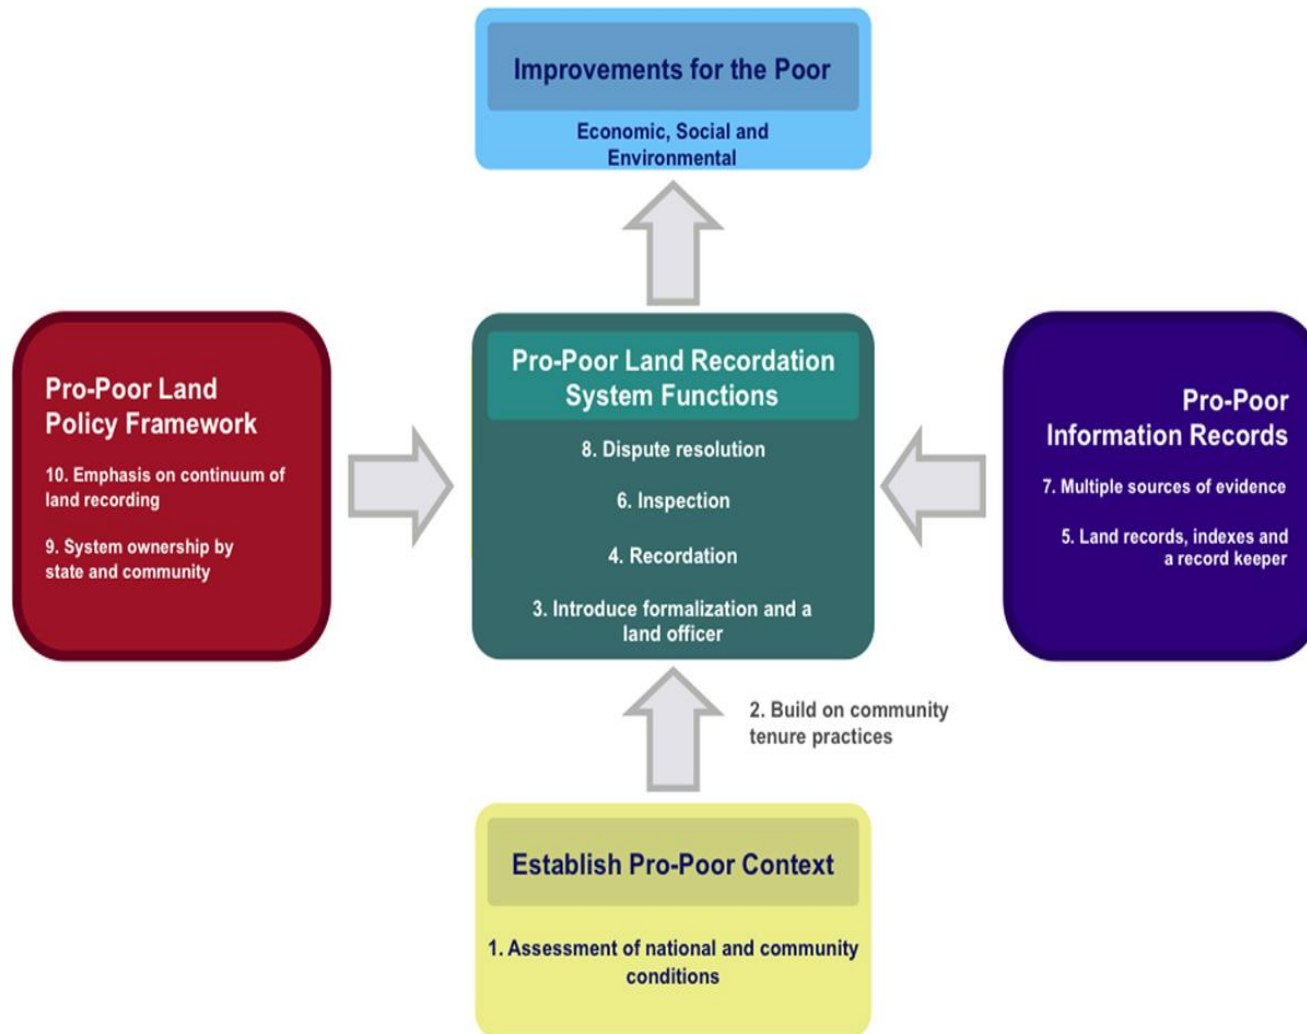 Improvements for the Poor
Economic, Social and
Environmental
Pro-Poor Land
Policy Framework
10. Emphasis on continuum of
land recording
9. System ownership by
state and community
Pro-Poor Land Recordation
System Functions
8. Dispute resolution
6. Inspection
4. Recordation
3. Introduce formalization and a
land officer
Pro-Poor
Information Records
7. Multiple sources of evidence
5. Land records, indexes and
a record keeper
2. Build on community
tenure practices
Establish Pro-Poor Context
1. Assessment of national and community
conditions